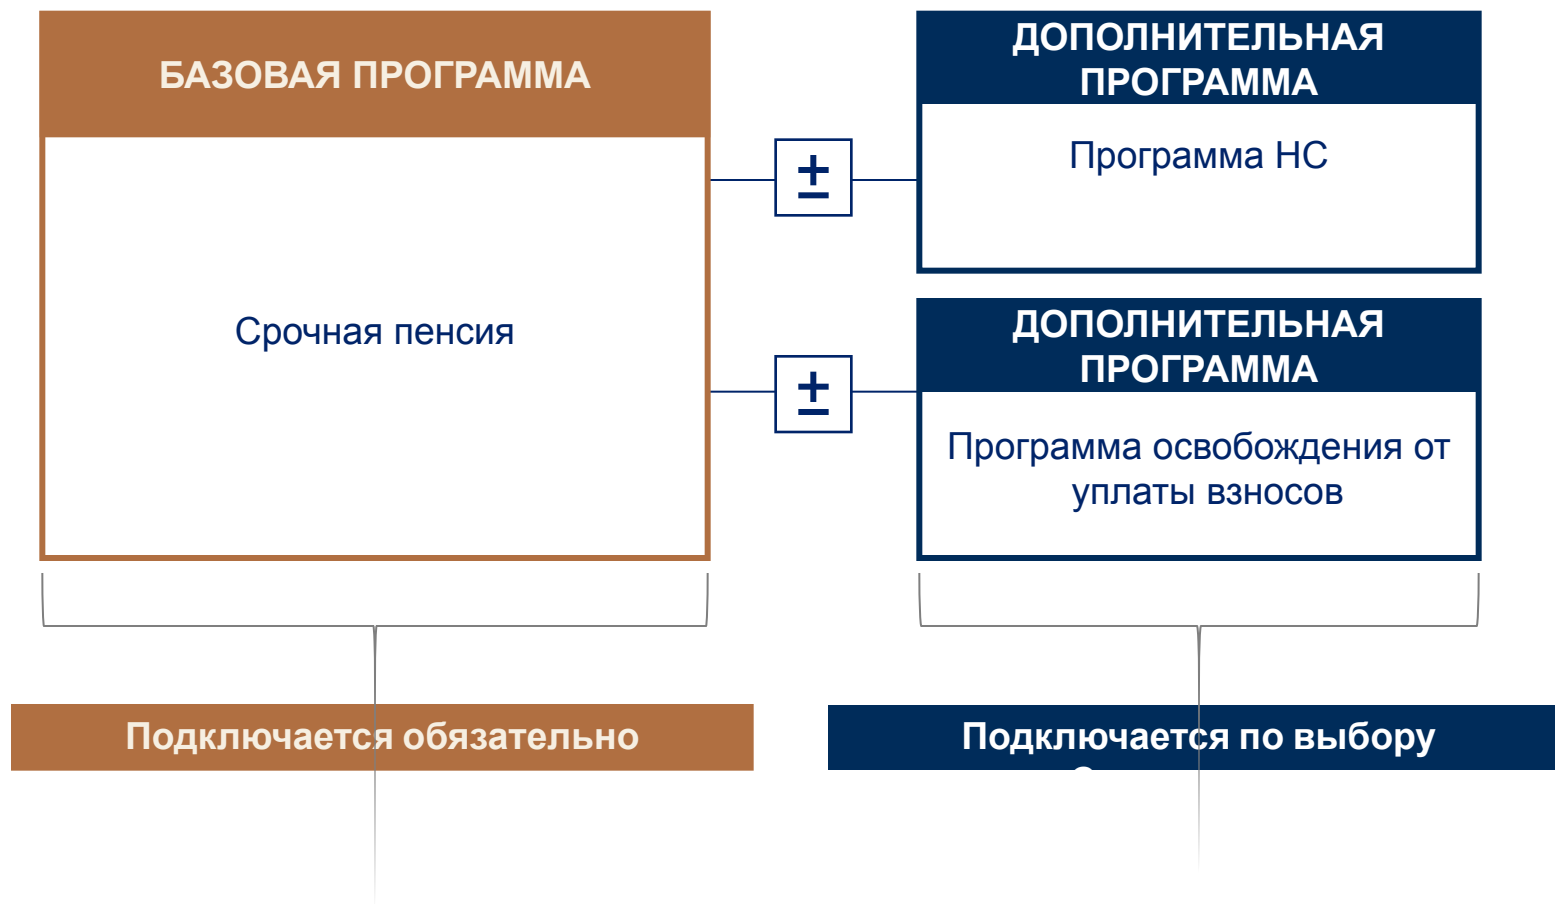 БАЗОВАЯ ПРОГРАММА
Срочная пенсия
±
±
ДОПОЛНИТЕЛЬНАЯ
ПРОГРАММА
Программа НС
ДОПОЛНИТЕЛЬНАЯ
ПРОГРАММА
Программа освобождения от
уплаты взносов
Подключается обязательно
Подключается по выбору